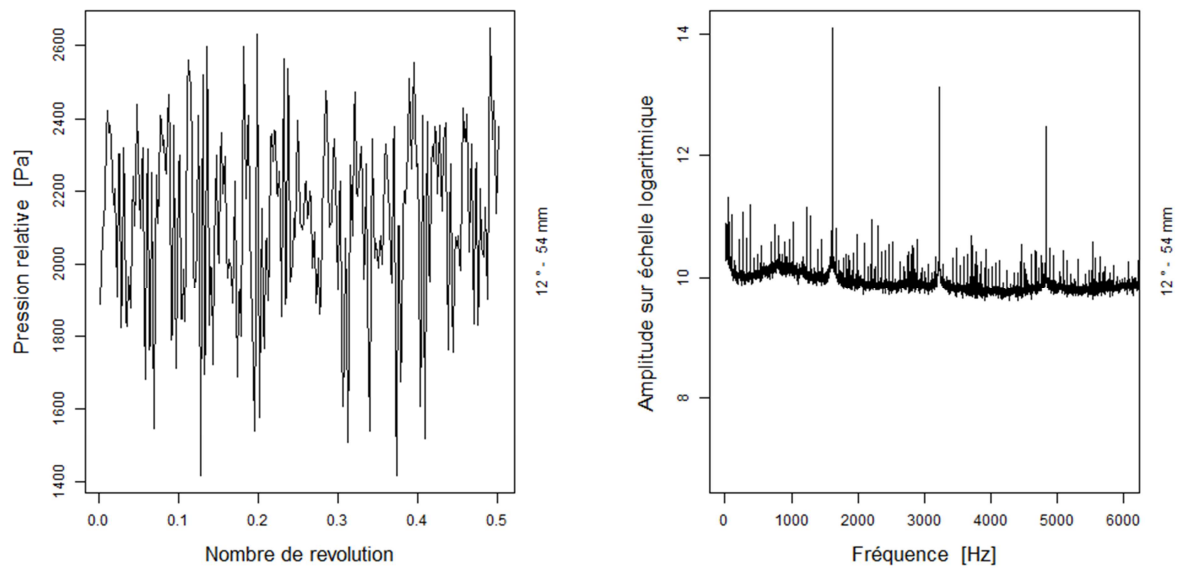 2600
2400
2200
2000
1800
1600
1400
Pression relative [Pa]
0.0 0.1 0.2 0.3 0.4 0.5
Nombre de revolution
12 ° - 54 mm
14
12
10
8
Amplitude sur échelle logaritmique
0 1000 2000 3000 4000 5000 6000
Fréquence [Hz]
12 ° - 54 mm